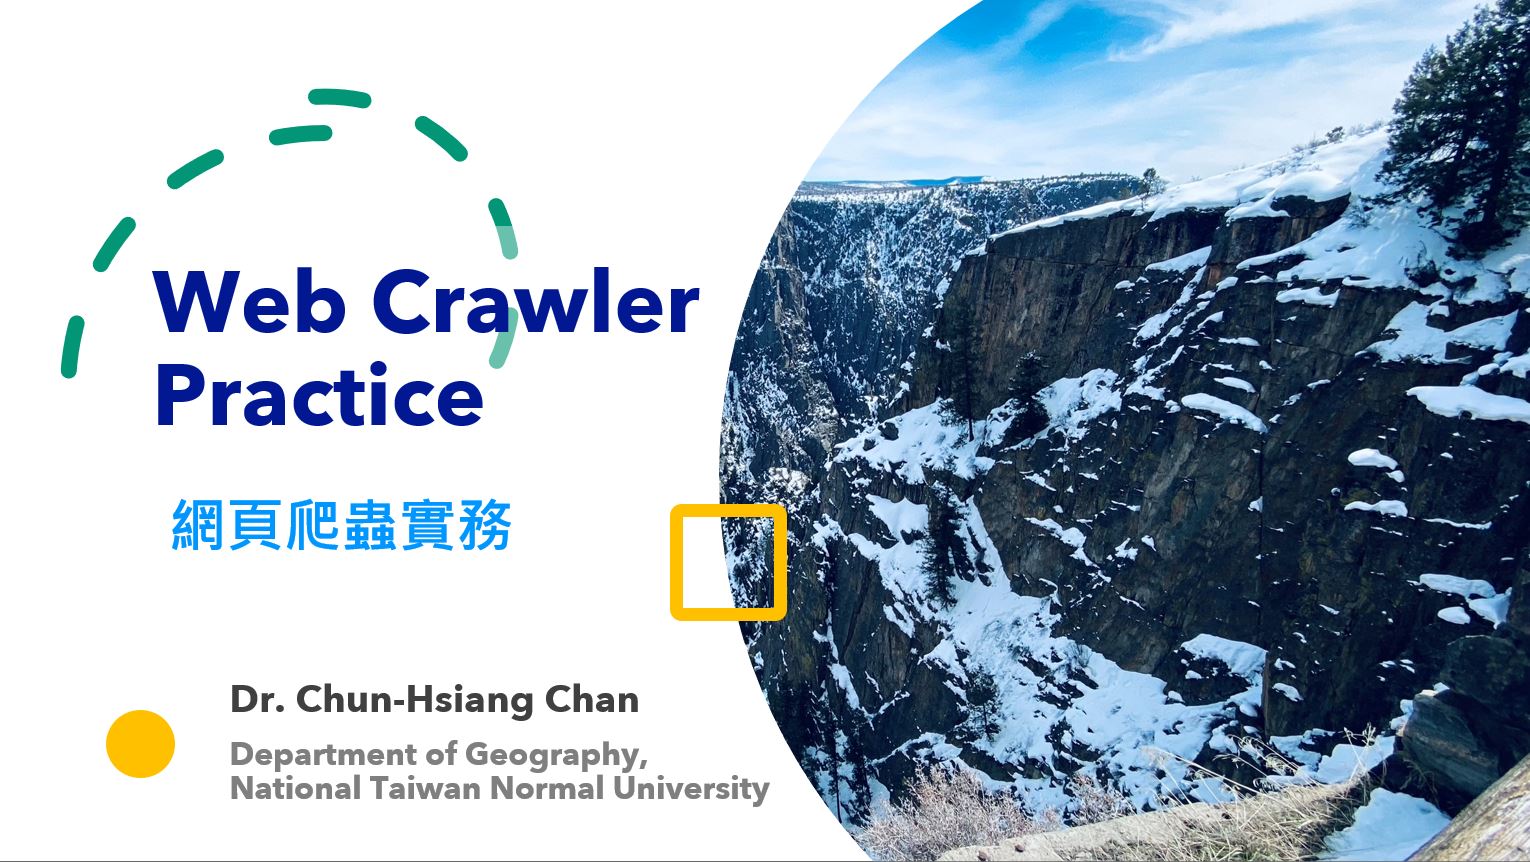 Web Crawler
Practice
網頁爬蟲實務
Dr. Chun-Hsiang Chan
Department of Geography,
National Taiwan Normal University